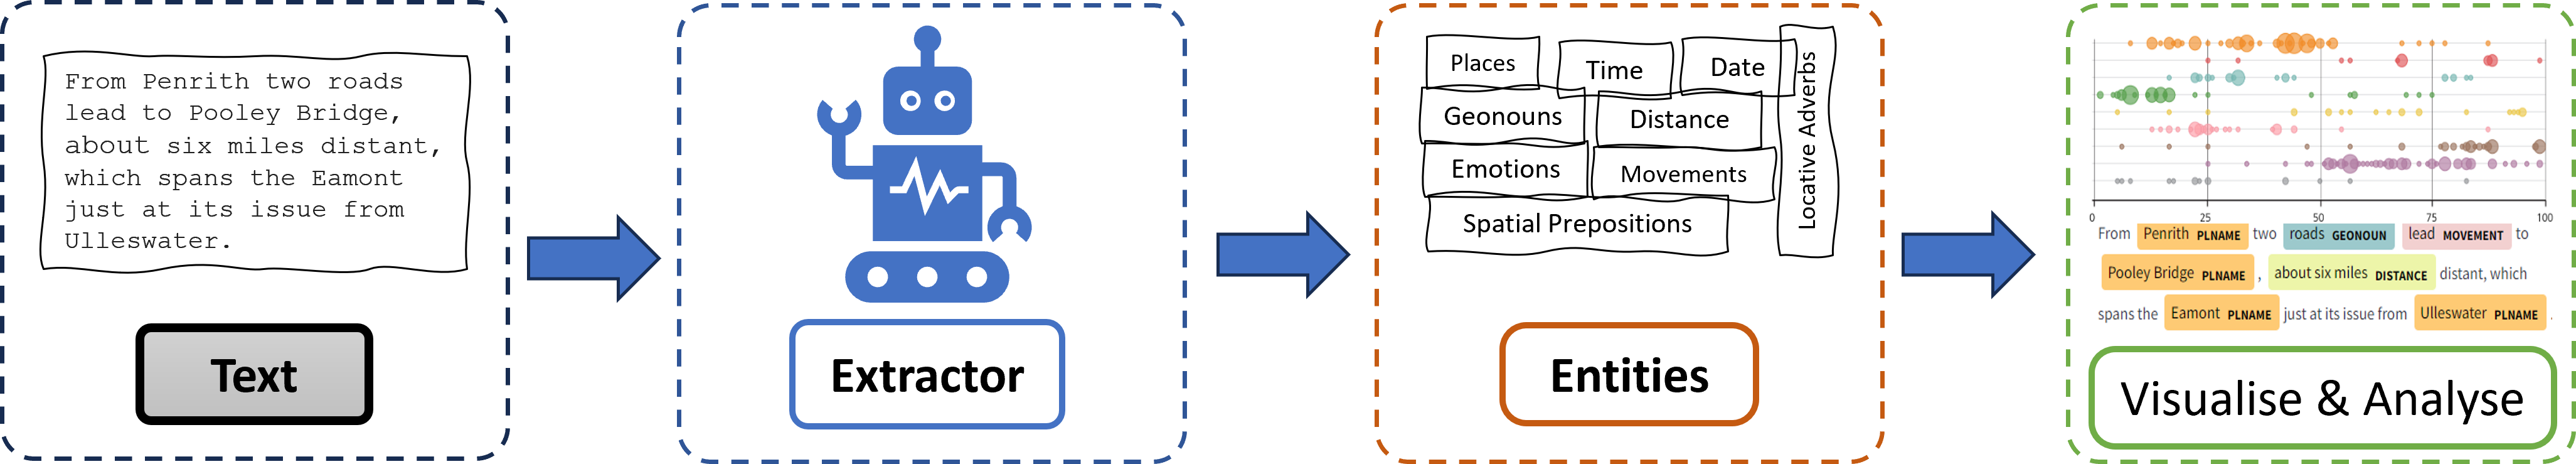 From Penrith two roads
lead to Pooley Bridge,
about six miles distant,
which spans the Eamont
just at its issue from
Ulleswater.
Text
Extractor
Places
Time
Date
Geonouns
Distance
Emotions
Movements
Spatial Prepositions
Locative Adverbs
Entities
0 25 50 75 100
From Penrith PLNAME two roads GEONOUN lead MOVEMENT to
Pooley Bridge PLNAME , about six miles DISTANCE distant, which
spans the Eamont PLNAME just at its issue from Ulleswater PLNAME .
Visualise & Analyse